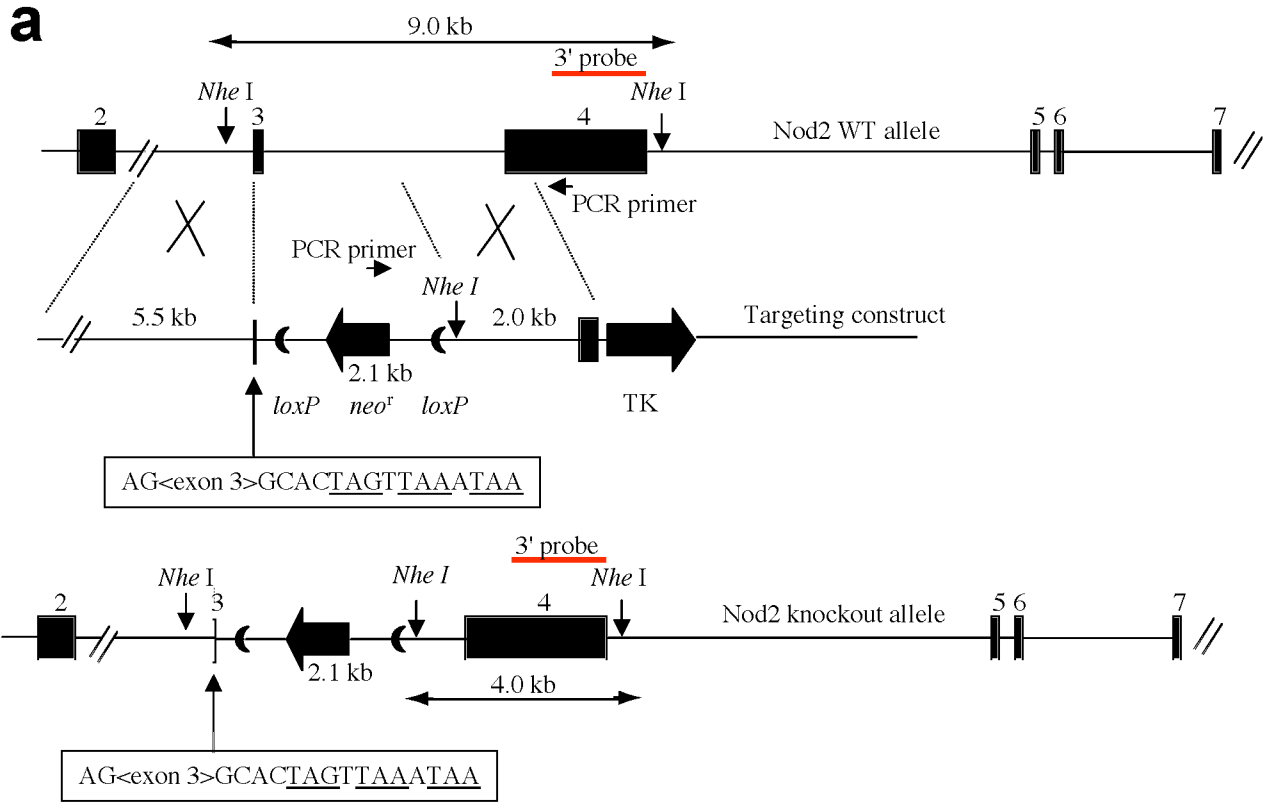 a
9.0 kb
3' probe
Nhe I
Nhe I
2
3
4
Nod2 WT allele
5 6
7
PCR primer
PCR primer
Nhe I
5.5 kb
2.0 kb
Targeting construct
2.1 kb
loxP
neoʳ
loxP
TK
AG<exon 3>GCACTAGTTAAATAA
3' probe
Nhe I
Nhe I
Nhe I
2
3
4
Nod2 knockout allele
5 6
7
2.1 kb
4.0 kb
AG<exon 3>GCACTAGTTAAATAA